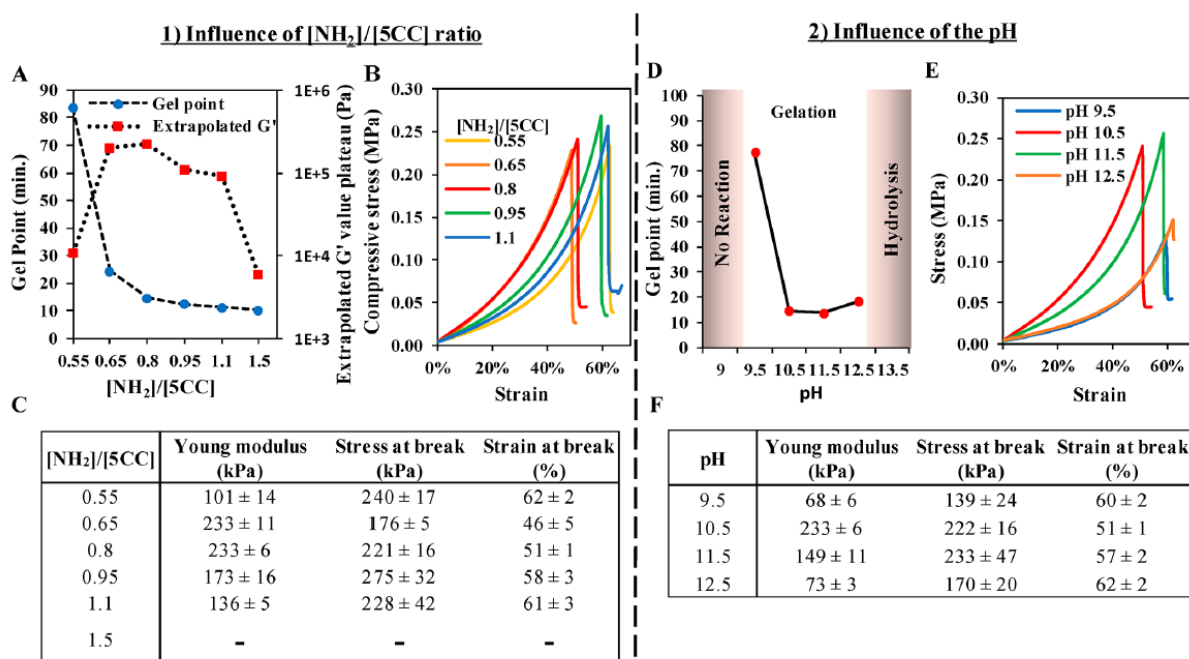 1) Influence of [NH₂]/[5CC] ratio
A
Gel Point (min.)
90
80
70
60
50
40
30
20
10
0
Gel point
Extrapolated G'
1E+6
1E+5
1E+4
1E+3
Extrapolated G' value plateau (Pa)
0.55 0.65 0.8 0.95 1.1 1.5
[NH₂]/[5CC]
B
Compressive stress (MPa)
0.30
0.25
0.20
0.15
0.10
0.05
0.00
[NH₂]/[5CC]
0.55
0.65
0.8
0.95
1.1
0% 20% 40% 60%
Strain
C
[NH₂]/[5CC] Young modulus (kPa) Stress at break (kPa) Strain at break (%)
0.55 101 ± 14 240 ± 17 62 ± 2
0.65 233 ± 11 176 ± 5 46 ± 5
0.8 233 ± 6 221 ± 16 51 ± 1
0.95 173 ± 16 275 ± 32 58 ± 3
1.1 136 ± 5 228 ± 42 61 ± 3
1.5 - - -
2) Influence of the pH
D
Gel point (min.)
100
90
80
70
60
50
40
30
20
10
0
No Reaction
Gelation
Hydrolysis
9 9.5 10.5 11.5 12.5 13.5
pH
E
Stress (MPa)
0.30
0.25
0.20
0.15
0.10
0.05
0.00
pH 9.5
pH 10.5
pH 11.5
pH 12.5
0% 20% 40% 60%
Strain
F
pH Young modulus (kPa) Stress at break (kPa) Strain at break (%)
9.5 68 ± 6 139 ± 24 60 ± 2
10.5 233 ± 6 222 ± 16 51 ± 1
11.5 149 ± 11 233 ± 47 57 ± 2
12.5 73 ± 3 170 ± 20 62 ± 2